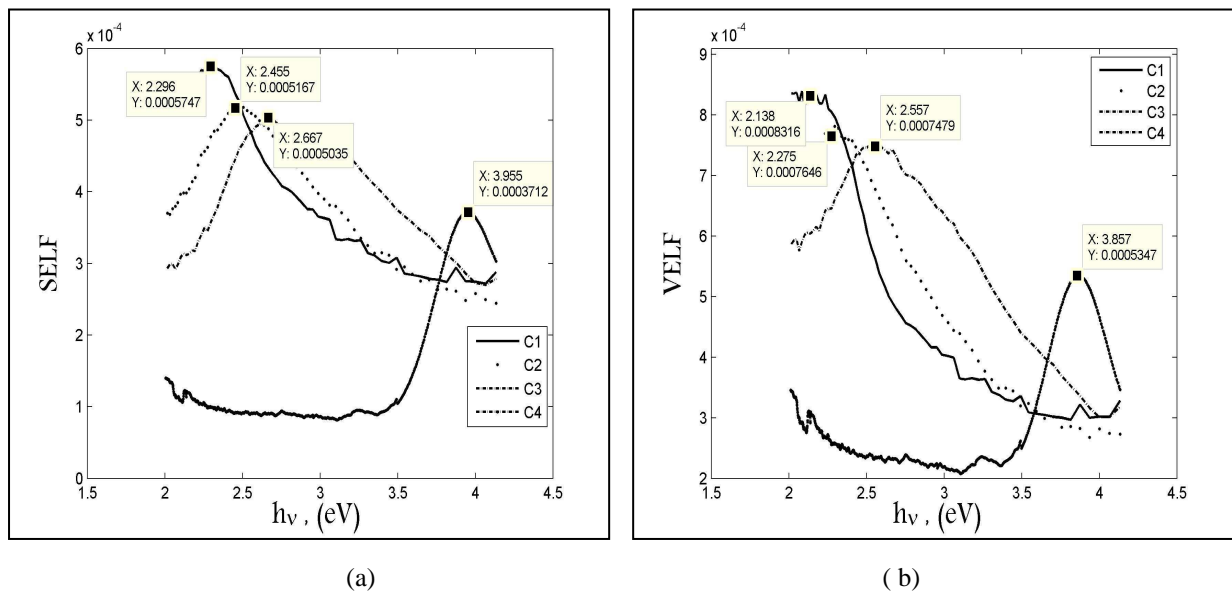 x 10⁻⁴
6
5
4
3
2
1
0
SELF
X: 2.296
Y: 0.0005747
X: 2.455
Y: 0.0005167
X: 2.667
Y: 0.0005035
X: 3.955
Y: 0.0003712
C1
C2
C3
C4
1.5 2 2.5 3 3.5 4 4.5
hν , (eV)
(a)
x 10⁻⁴
9
8
7
6
5
4
3
2
VELF
X: 2.138
Y: 0.0008316
X: 2.275
Y: 0.0007646
X: 2.557
Y: 0.0007479
X: 3.857
Y: 0.0005347
C1
C2
C3
C4
1.5 2 2.5 3 3.5 4 4.5
hν , (eV)
( b)